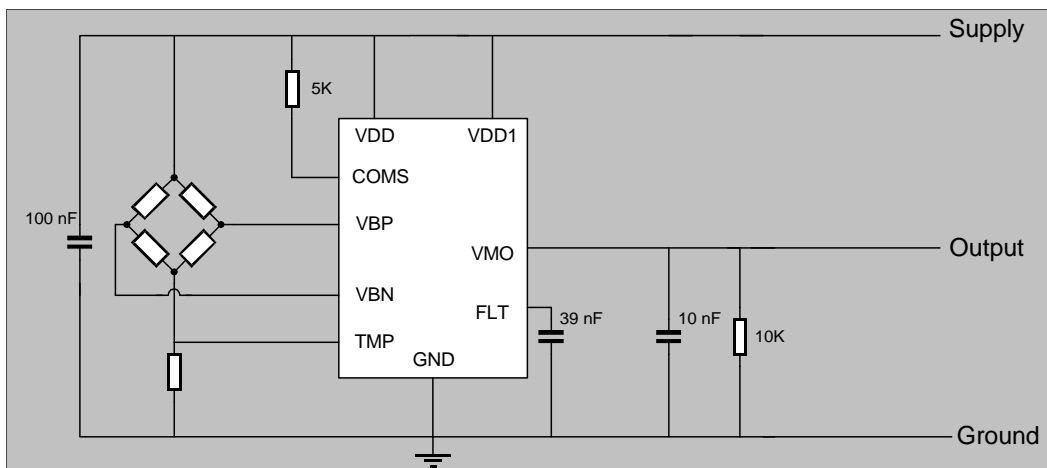 Supply
5K
VDD
VDD1
COMS
100 nF
VBP
VMO
Output
VBN
FLT
39 nF
10 nF
10K
TMP
GND
Ground